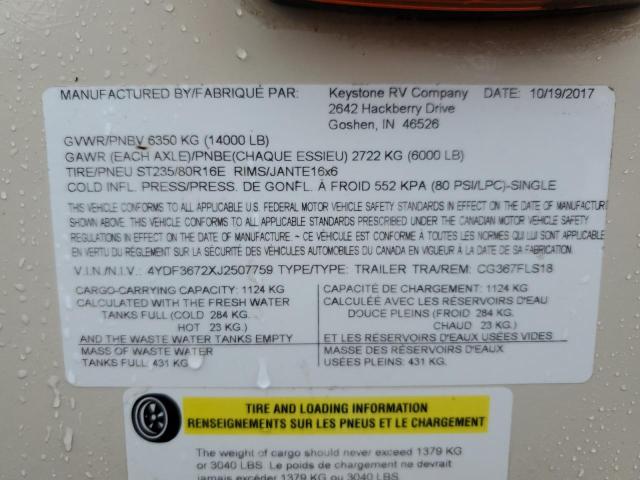 MANUFACTURED BY/FABRIQUÉ PAR: Keystone RV Company DATE: 10/19/2017
2642 Hackberry Drive
Goshen, IN 46526
GVWR/PNBV 6350 KG (14000 LB)
GAWR (EACH AXLE)/PNBE(CHAQUE ESSIEU) 2722 KG (6000 LB)
TIRE/PNEU ST235/80R16E RIMS/JANTE16x6
COLD INFL. PRESS/PRESS. DE GONFL. À FROID 552 KPA (80 PSI/LPC)-SINGLE
THIS VEHICLE CONFORMS TO ALL APPLICABLE U.S. FEDERAL MOTOR VEHICLE SAFETY STANDARDS IN EFFECT ON THE DATE OF MANUFACTURE
SHOWN ABOVE. THIS VEHICLE CONFORMS TO ALL APPLICABLE STANDARDS PRESCRIBED UNDER THE CANADIAN MOTOR VEHICLE SAFETY
REGULATIONS IN EFFECT ON THE DATE OF MANUFACTURE. ~ CE VÉHICULE EST CONFORME À TOUTES LES NORMES QUI LUI SONT APPLICABLES
EN VERTU DU RÈGLEMENT SUR LA SÉCURITÉ DES VÉHICULES AUTOMOBILES DU CANADA EN VIGUEUR A LA DATE DE SA FABRICATION.
V.I.N./N.I.V.: 4YDF3672XJ2507759 TYPE/TYPE: TRAILER TRA/REM: CG367FLS18
CARGO-CARRYING CAPACITY: 1124 KG
CALCULATED WITH THE FRESH WATER
TANKS FULL (COLD 284 KG.
HOT 23 KG.)
AND THE WASTE WATER TANKS EMPTY
MASS OF WASTE WATER
TANKS FULL: 431 KG.
CAPACITÉ DE CHARGEMENT: 1124 KG
CALCULÉE AVEC LES RÉSERVOIRS D'EAU
DOUCE PLEINS (FROID 284 KG.
CHAUD 23 KG.)
ET LES RÉSERVOIRS D'EAUX USÉES VIDES
MASSE DES RÉSERVOIRS D'EAUX
USÉES PLEINS: 431 KG.
TIRE AND LOADING INFORMATION
RENSEIGNEMENTS SUR LES PNEUS ET LE CHARGEMENT
The weight of cargo should never exceed 1379 KG
or 3040 LBS. Le poids de chargement ne devrait
jamais excéder 1379 KG or 3040 LBS.